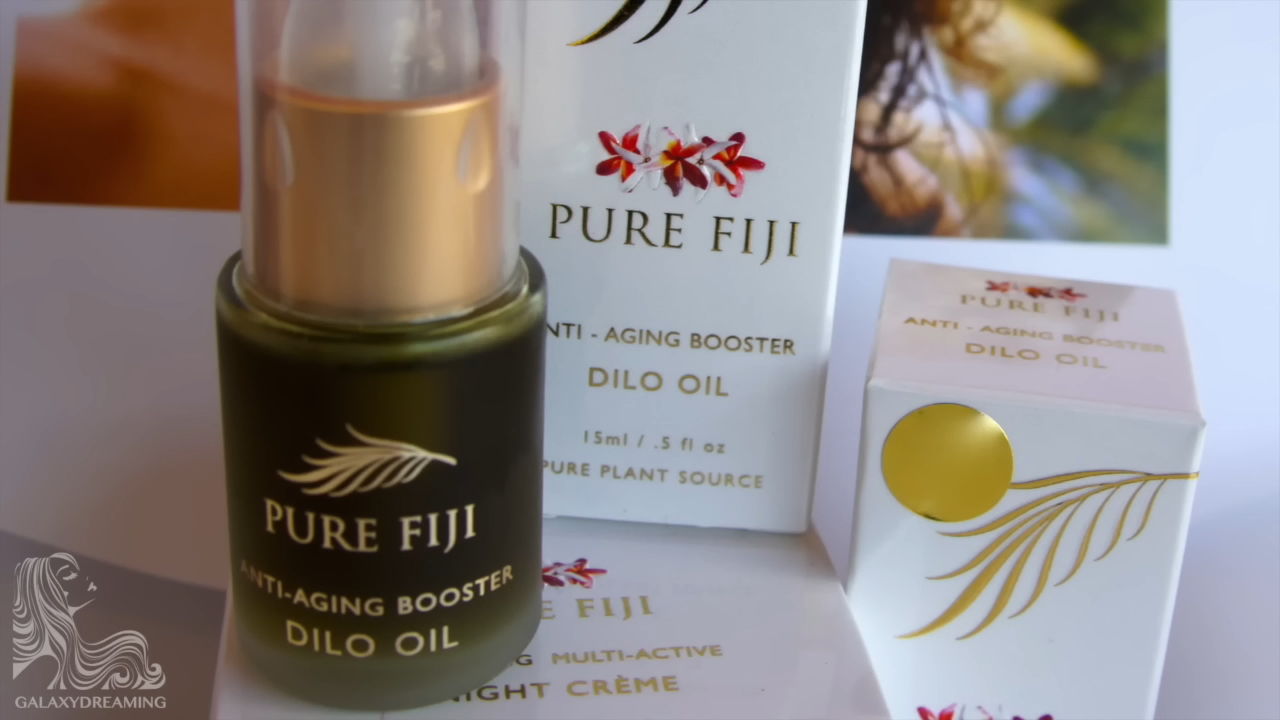 PURE FIJI
ANTI-AGING BOOSTER
DILO OIL
PURE FIJI
NTI - AGING BOOSTER
DILO OIL
15ml / .5 fl oz
PURE PLANT SOURCE
PURE FIJI
ANTI - AGING BOOSTER
DILO OIL
E FIJI
G MULTI-ACTIVE
NIGHT CRÈME
GALAXYDREAMING